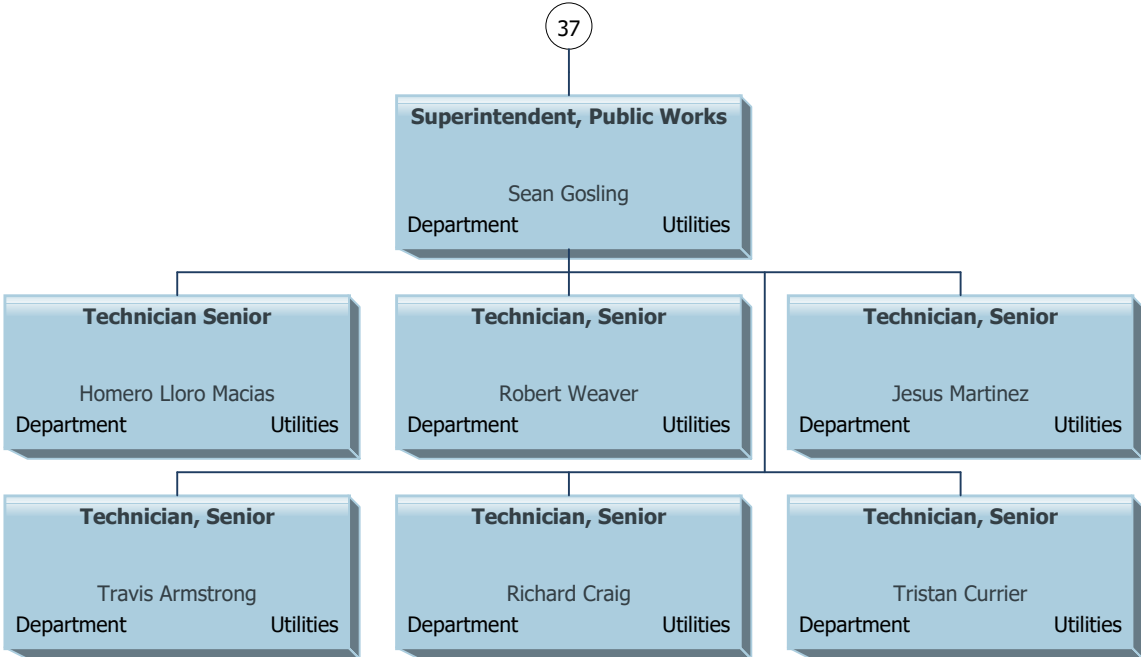 37
Superintendent, Public Works
Sean Gosling
Department Utilities
Technician Senior
Homero Lloro Macias
Department Utilities
Technician, Senior
Robert Weaver
Department Utilities
Technician, Senior
Jesus Martinez
Department Utilities
Technician, Senior
Travis Armstrong
Department Utilities
Technician, Senior
Richard Craig
Department Utilities
Technician, Senior
Tristan Currier
Department Utilities